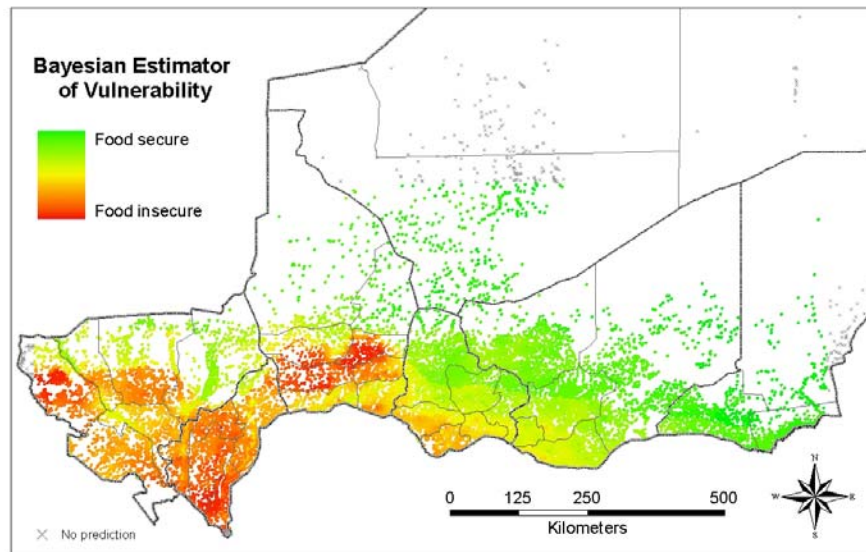 Bayesian Estimator
of Vulnerability
Food secure
Food insecure
No prediction
0 125 250 500
Kilometers
N
W E
S